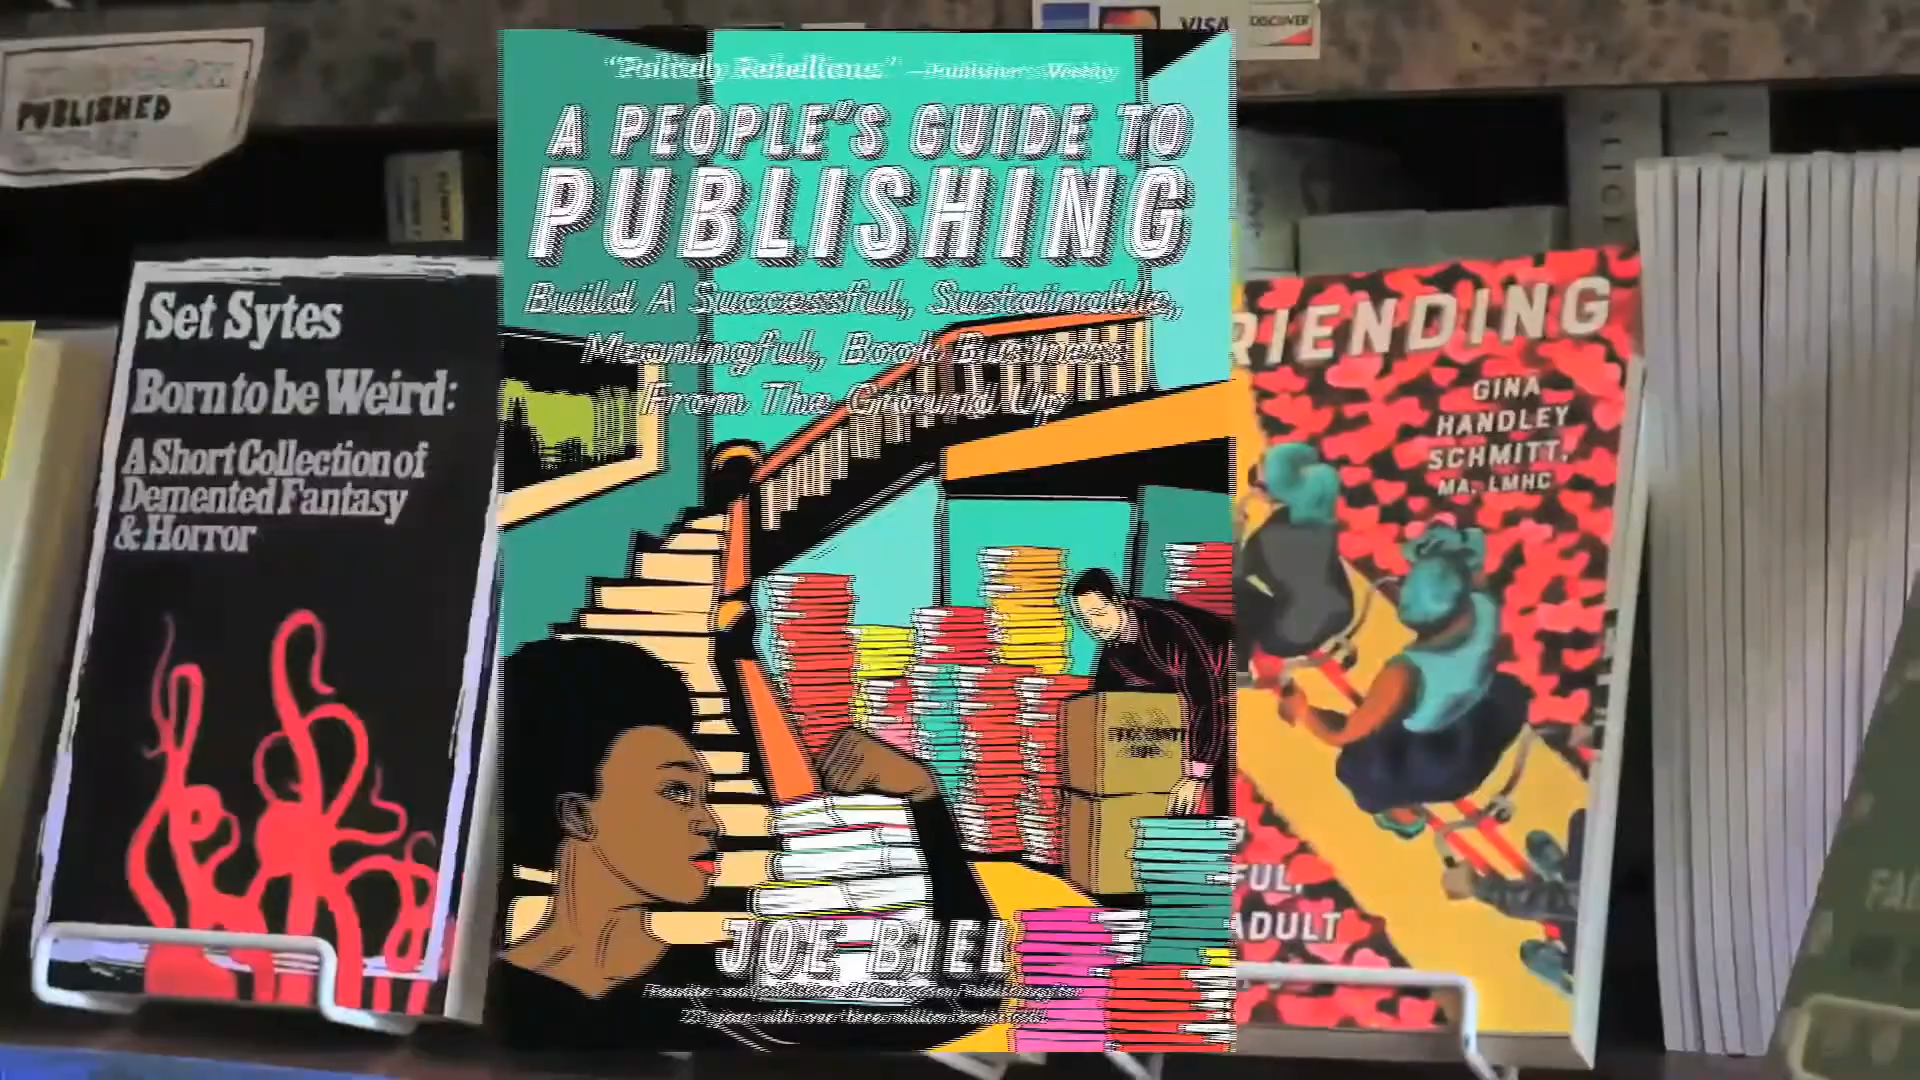 VISA
DISCOVER
PUBLISHED
"Politely Rebellious" —Publishers Weekly
A PEOPLE'S GUIDE TO
PUBLISHING
Build A Successful, Sustainable,
Meaningful, Book Business
From The Ground Up
JOE BIEL
Set Sytes
Born to be Weird:
A Short Collection of
Demented Fantasy
& Horror
RIENDING
GINA
HANDLEY
SCHMITT,
MA, LMHC
FUL,
ADULT